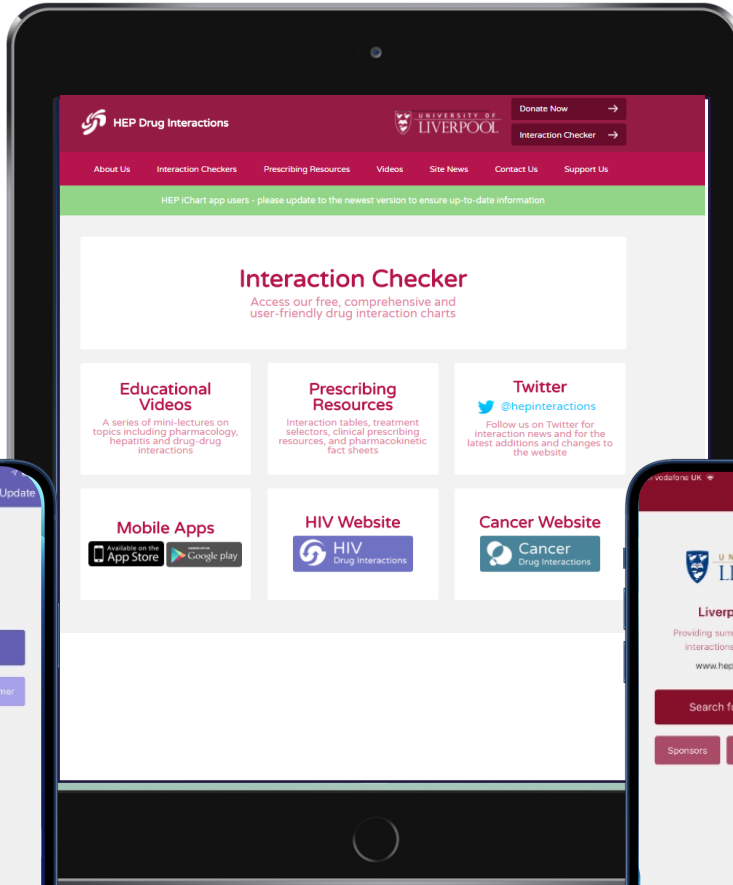 HEP Drug Interactions
UNIVERSITY OF
LIVERPOOL
Donate Now
Interaction Checker
About Us Interaction Checkers Prescribing Resources Videos Site News Contact Us Support Us
HEP iChart app users - please update to the newest version to ensure up-to-date information
Interaction Checker
Access our free, comprehensive and
user-friendly drug interaction charts
Educational
Videos
A series of mini-lectures on
topics including pharmacology,
hepatitis and drug-drug
interactions
Prescribing
Resources
Interaction tables, treatment
selectors, clinical prescribing
resources, and pharmacokinetic
fact sheets
Twitter
@hepinteractions
Follow us on Twitter for
interaction news and for the
latest additions and changes to
the website
Mobile Apps
Available on the
App Store
Google play
HIV Website
HIV
Drug Interactions
Cancer Website
Cancer
Drug Interactions
Update
mer
vodafone UK
U N
LI
Liverp
Providing sum
interactions
www.hep
Search f
Sponsors